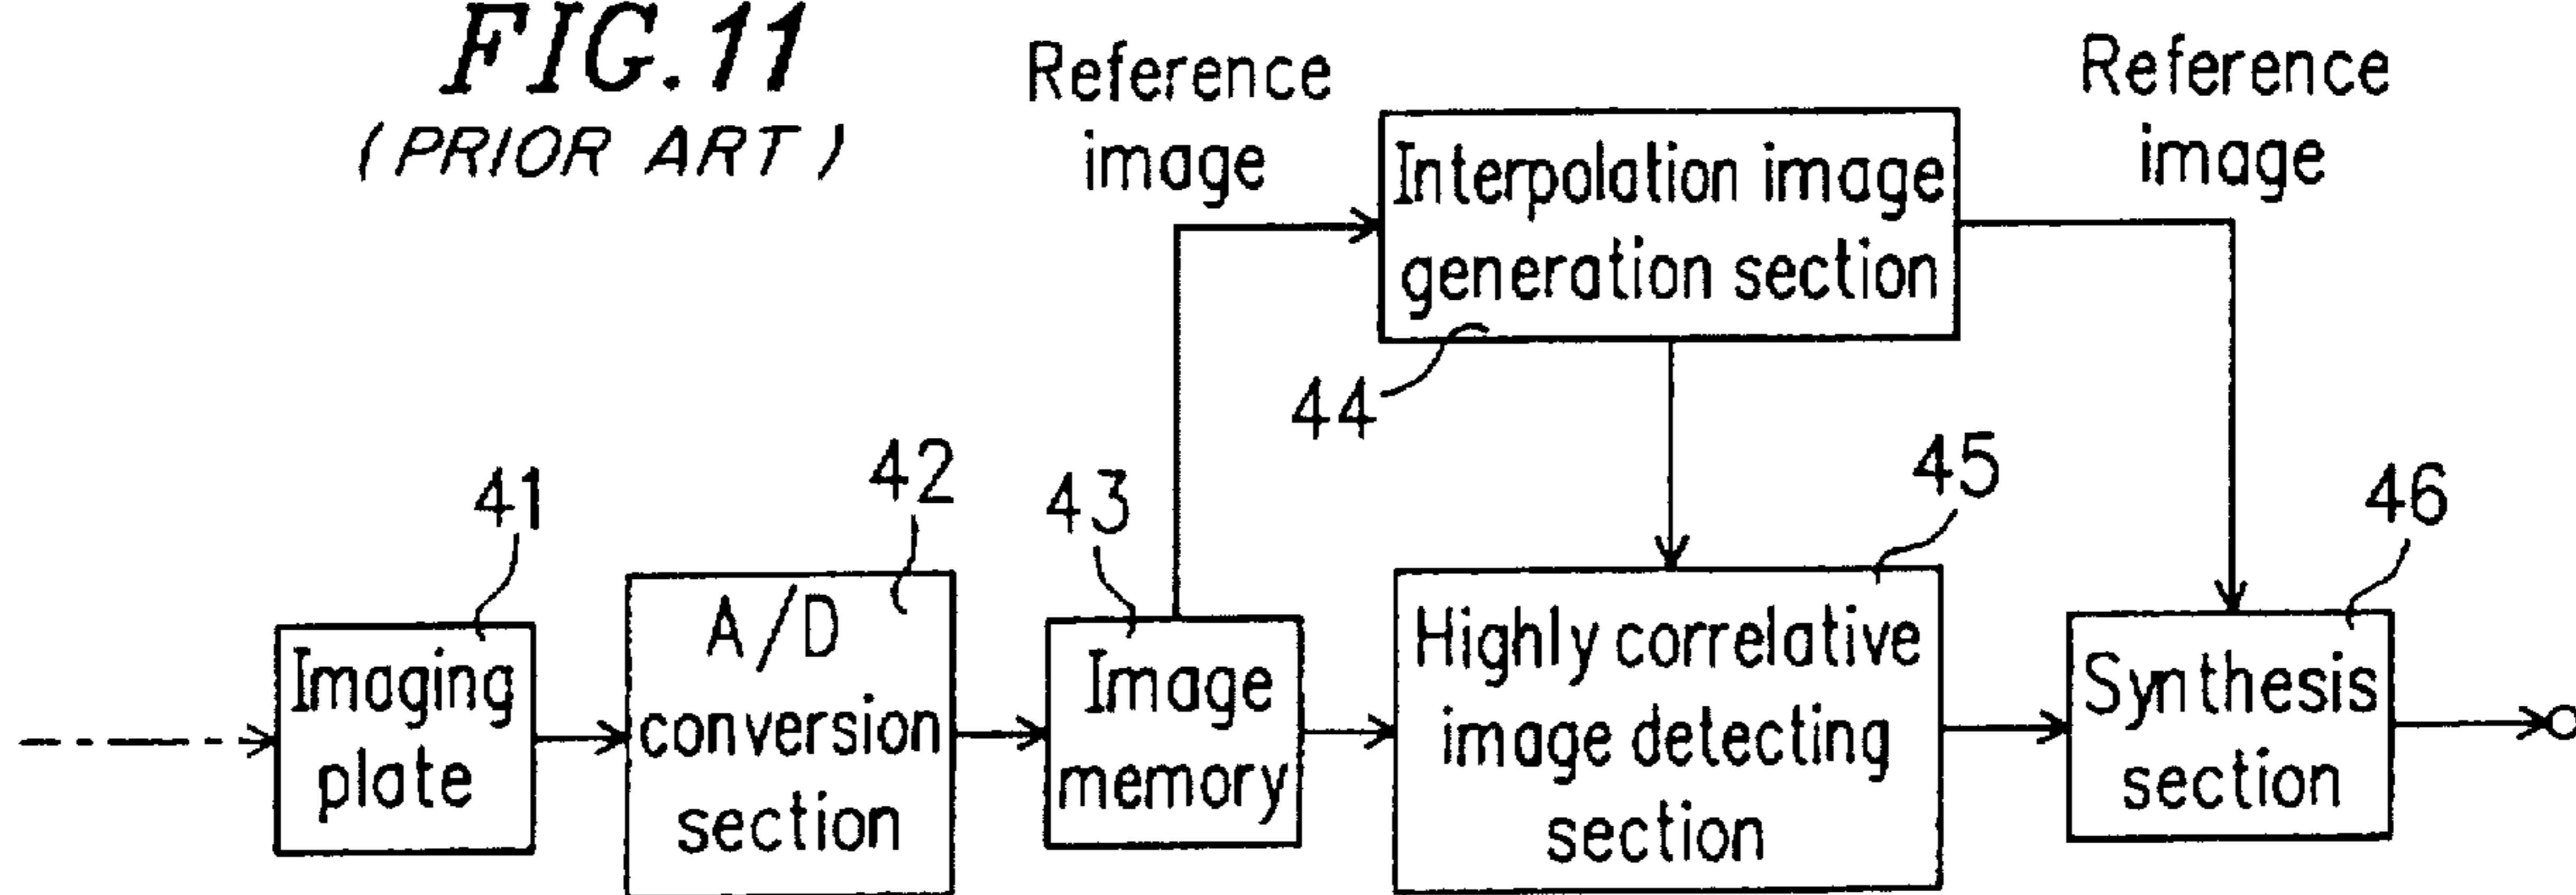 FIG.11
(PRIOR ART)
Reference
image
Reference
image
Interpolation image
generation section
44
41
42
43
45
46
Imaging
plate
A/D
conversion
section
Image
memory
Highly correlative
image detecting
section
Synthesis
section